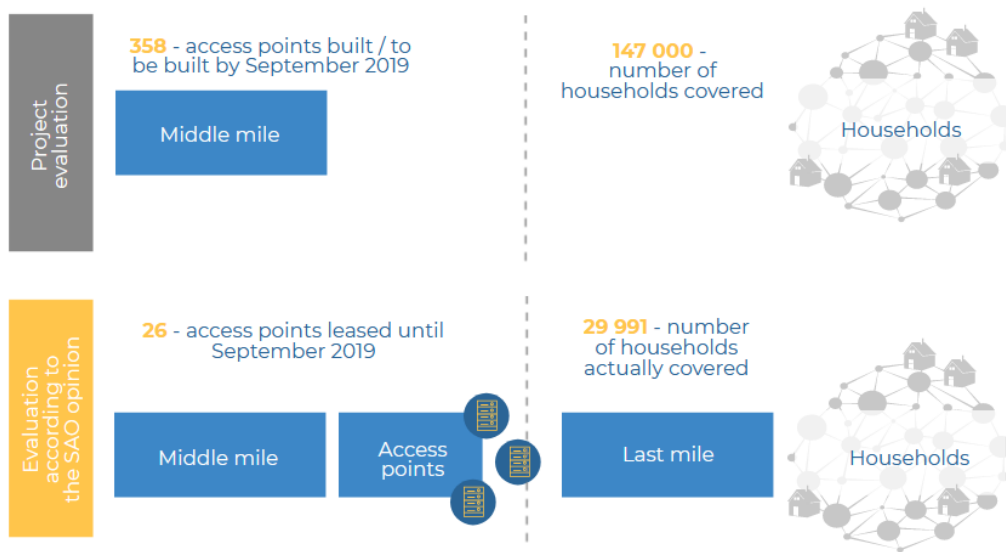 Project
evaluation
358 - access points built / to
be built by September 2019
Middle mile
147 000 -
number of
households covered
Households
Evaluation
according to
the SAO opinion
26 - access points leased until
September 2019
Middle mile
Access
points
29 991 - number
of households
actually covered
Last mile
Households